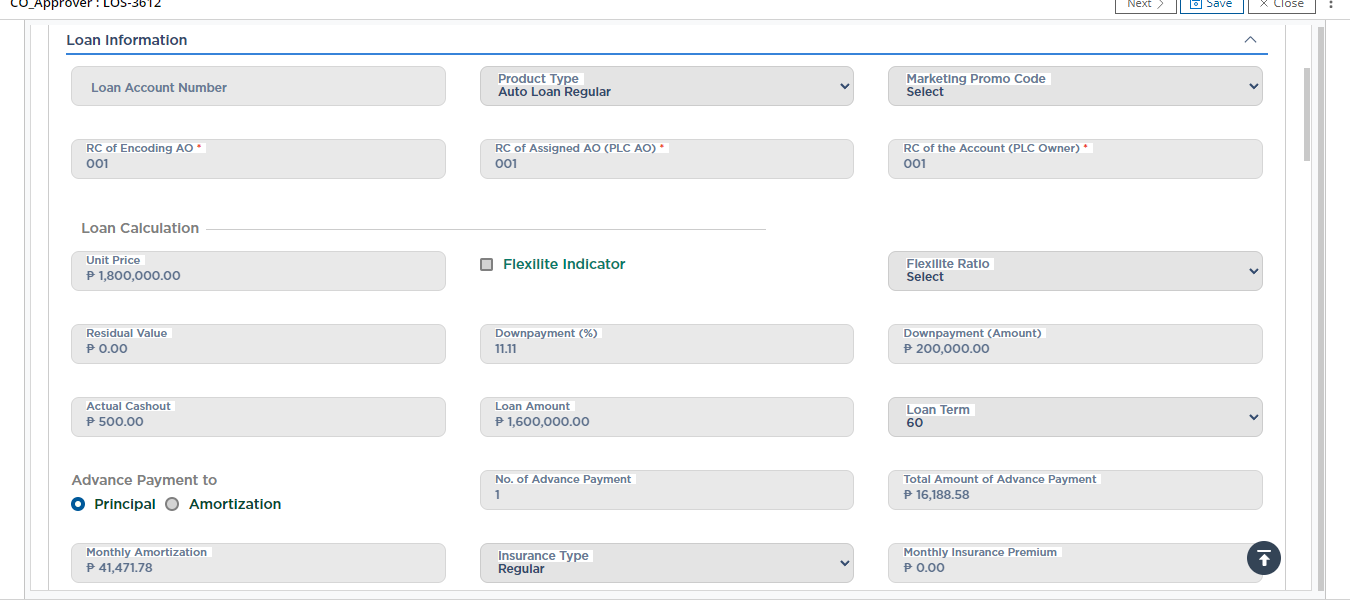 CO_Approver : LOS-3612
Next
Save
Close
Loan Information
Loan Account Number
Product Type
Auto Loan Regular
Marketing Promo Code
Select
RC of Encoding AO *
001
RC of Assigned AO (PLC AO) *
001
RC of the Account (PLC Owner) *
001
Loan Calculation
Unit Price
₱ 1,800,000.00
Flexilite Indicator
Flexilite Ratio
Select
Residual Value
₱ 0.00
Downpayment (%)
11.11
Downpayment (Amount)
₱ 200,000.00
Actual Cashout
₱ 500.00
Loan Amount
₱ 1,600,000.00
Loan Term
60
Advance Payment to
Principal
Amortization
No. of Advance Payment
1
Total Amount of Advance Payment
₱ 16,188.58
Monthly Amortization
₱ 41,471.78
Insurance Type
Regular
Monthly Insurance Premium
₱ 0.00